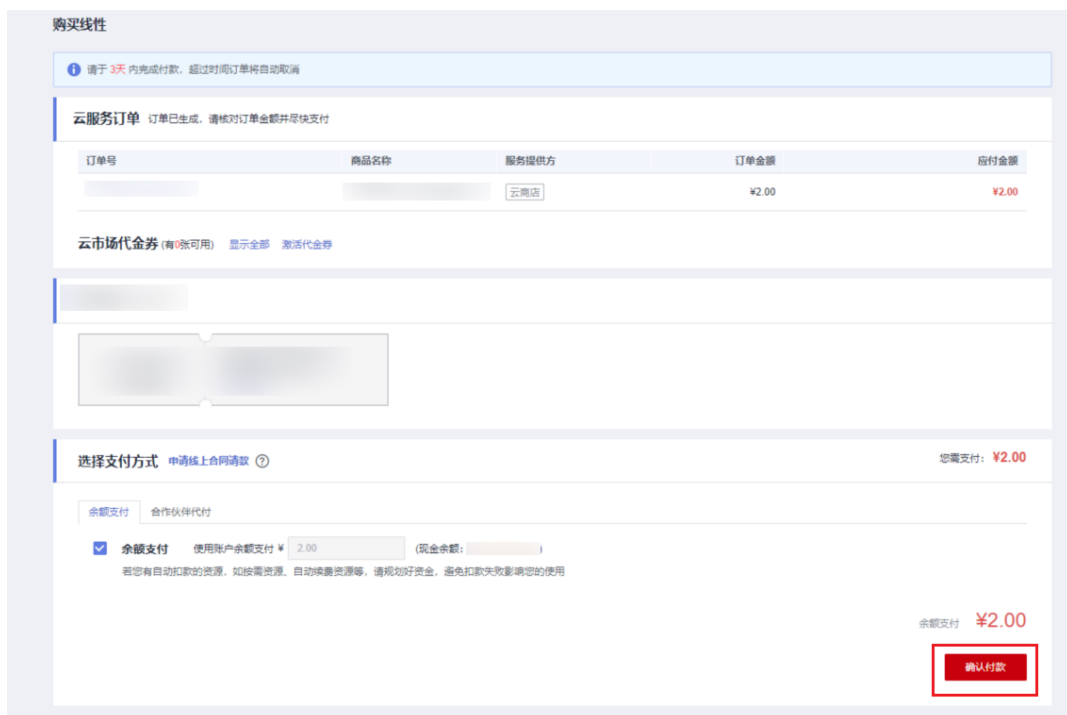 购买线性
请于 3天 内完成付款，超过时间订单将自动取消
云服务订单 订单已生成，请核对订单金额并尽快支付
订单号 商品名称 服务提供方 订单金额 应付金额
云商店 ¥2.00 ¥2.00
云市场代金券 (有0张可用) 显示全部 激活代金券
选择支付方式 申请线上合同请款 ? 您需支付：¥2.00
余额支付 合作伙伴代付
余额支付 使用账户余额支付 ¥ 2.00 (现金余额： )
若您有自动扣款的资源，如按需资源、自动续费资源等，请规划好资金，避免扣款失败影响您的使用
余额支付 ¥2.00
确认付款